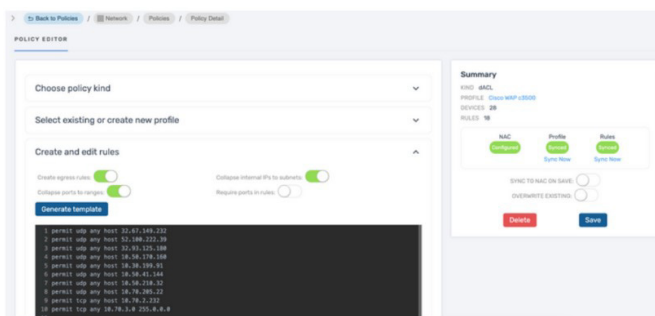 Back to Policies / Network / Policies / Policy Detail
POLICY EDITOR
Choose policy kind
Select existing or create new profile
Create and edit rules
Create egress rules:
Collapse internal IPs to subnets:
Collapse ports to ranges:
Require ports in rules:
Generate template
1 permit udp any host 32.67.149.232
2 permit udp any host 52.100.222.39
3 permit udp any host 32.93.125.180
4 permit udp any host 10.50.170.160
5 permit udp any host 10.30.199.91
6 permit udp any host 10.50.41.144
7 permit udp any host 10.50.210.32
8 permit udp any host 10.70.205.22
9 permit tcp any host 10.70.2.232
10 permit tcp any 10.70.3.0 255.0.0.0
Summary
KIND dACL
PROFILE Cisco WAP c3500
DEVICES 26
RULES 18
NAC Profile Rules
Configured Synced Synced
Sync Now Sync Now
SYNC TO NAC ON SAVE:
OVERWRITE EXISTING:
Delete Save